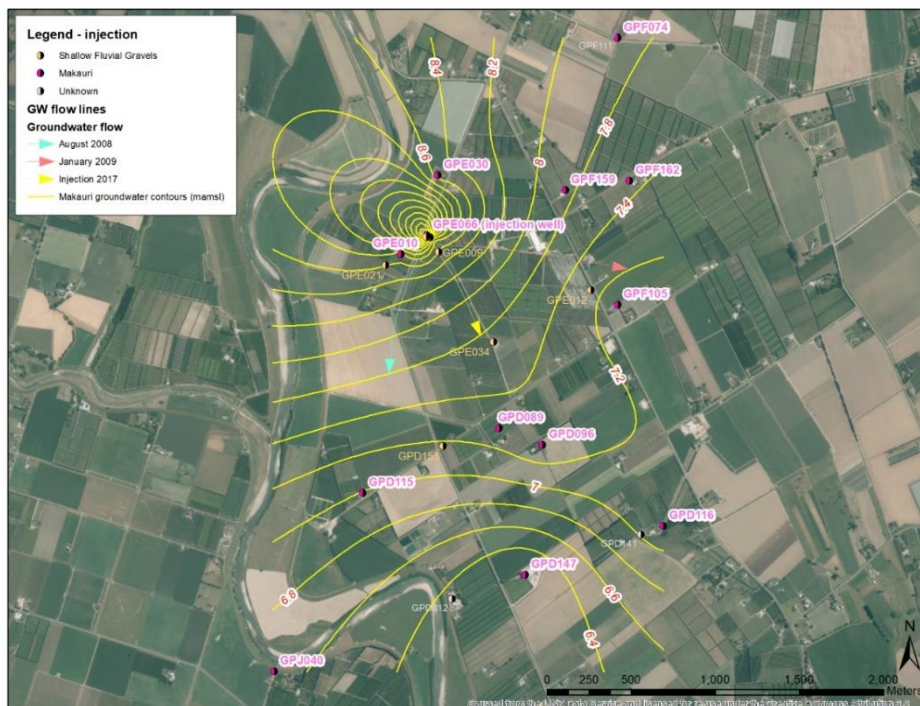 Legend - injection
Shallow Fluvial Gravels
Makauri
Unknown
GW flow lines
Groundwater flow
August 2008
January 2009
Injection 2017
Makauri groundwater contours (mamsl)
GPF074
GPF111
8.4
8.2
8.6
8
7.8
GPE030
GPF159
GPF162
7.4
GPE066 (injection well)
GPE010
GPE009
GPE021
GPE012
GPF105
GPE034
7.2
GPD089
GPD096
GPD115
7
GPD116
GPD141
GPD147
6.8
6.6
GPD012
6.4
GPJ040
N
0 250 500 1,000 1,500 2,000
Meters